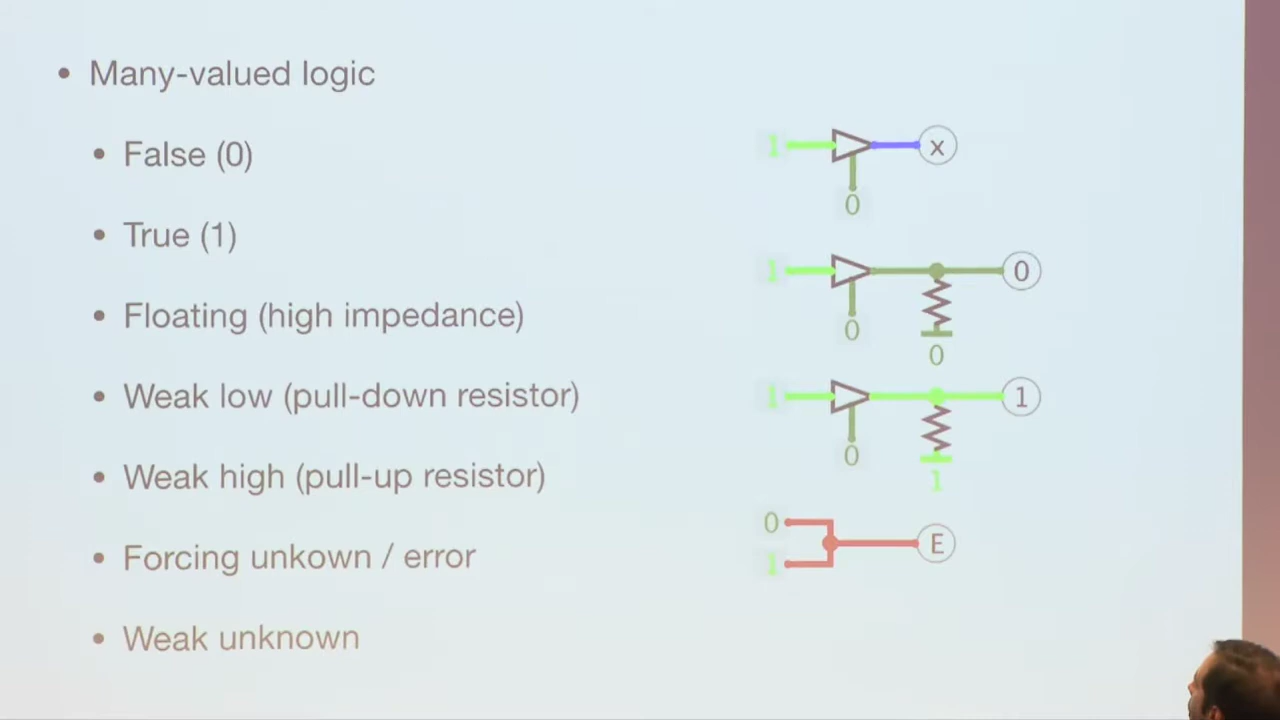 • Many-valued logic
• False (0)
• True (1)
• Floating (high impedance)
• Weak low (pull-down resistor)
• Weak high (pull-up resistor)
• Forcing unkown / error
• Weak unknown
1 x
0
1 0
0 0
1 1
0 1
0 E
1